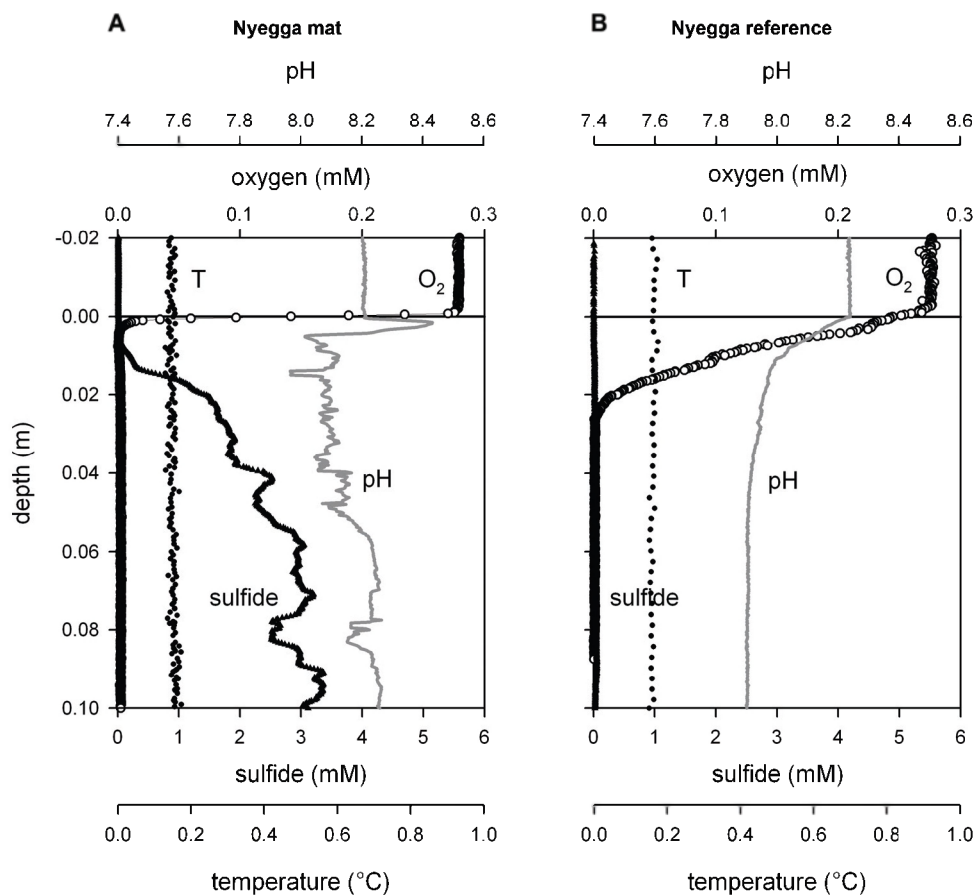 A Nyegga mat B Nyegga reference
pH pH
7.4 7.6 7.8 8.0 8.2 8.4 8.6 7.4 7.6 7.8 8.0 8.2 8.4 8.6
oxygen (mM) oxygen (mM)
0.0 0.1 0.2 0.3 0.0 0.1 0.2 0.3
-0.02
T O2 T O2
0.00
0.02
0.04
pH pH
depth (m)
0.06
sulfide sulfide
0.08
0.10
0 1 2 3 4 5 6 0 1 2 3 4 5 6
sulfide (mM) sulfide (mM)
0.0 0.2 0.4 0.6 0.8 1.0 0.0 0.2 0.4 0.6 0.8 1.0
temperature (°C) temperature (°C)